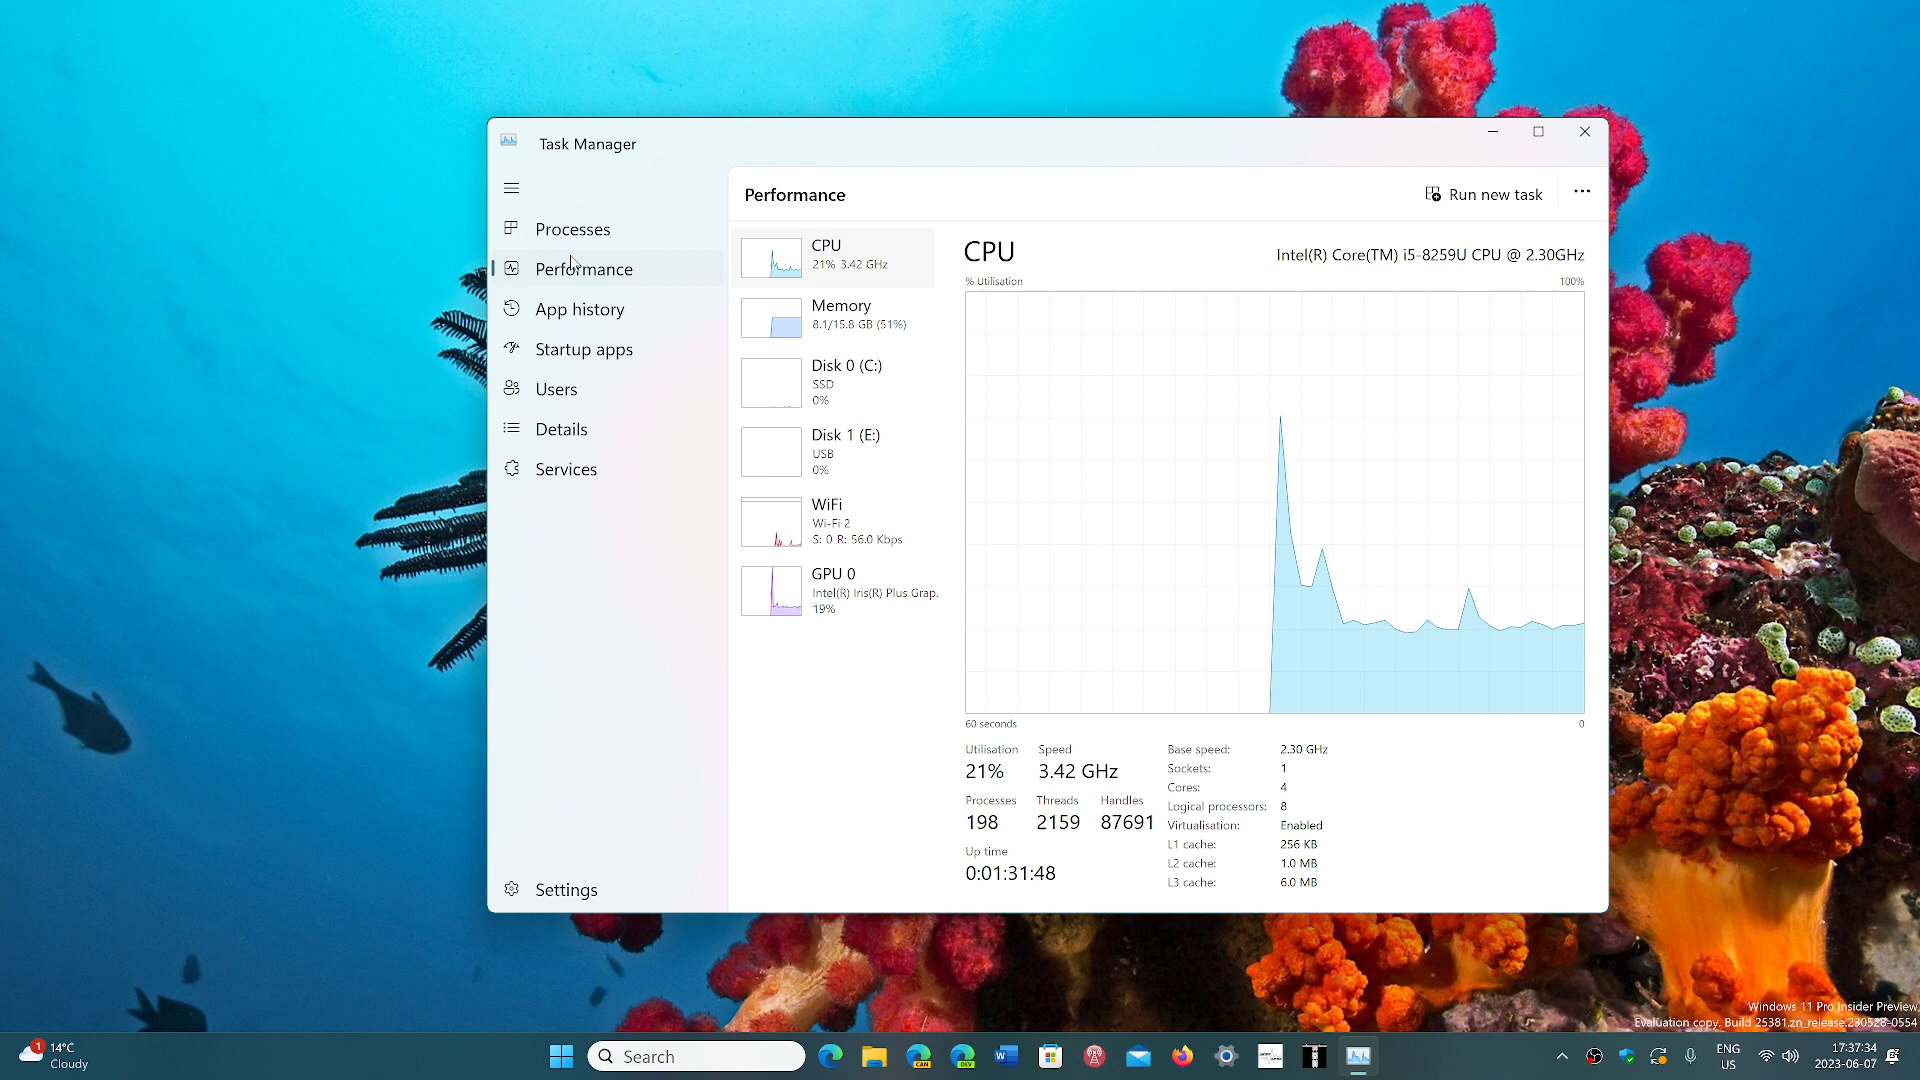 Task Manager
Processes
Performance
App history
Startup apps
Users
Details
Services
Settings
Performance
Run new task
CPU
21% 3.42 GHz
Memory
8.1/15.8 GB (51%)
Disk 0 (C:)
SSD
0%
Disk 1 (E:)
USB
0%
WiFi
Wi-Fi 2
S: 0 R: 56.0 Kbps
GPU 0
Intel(R) Iris(R) Plus Grap.
19%
CPU
Intel(R) Core(TM) i5-8259U CPU @ 2.30GHz
% Utilisation
100%
60 seconds
0
Utilisation
21%
Speed
3.42 GHz
Processes
198
Threads
2159
Handles
87691
Up time
0:01:31:48
Base speed: 2.30 GHz
Sockets: 1
Cores: 4
Logical processors: 8
Virtualisation: Enabled
L1 cache: 256 KB
L2 cache: 1.0 MB
L3 cache: 6.0 MB
Windows 11 Pro Insider Preview
Evaluation copy. Build 25381.zn_release.230528-0554
1
14°C
Cloudy
Search
CAN
DEV
W
ENG
US
17:37:34
2023-06-07